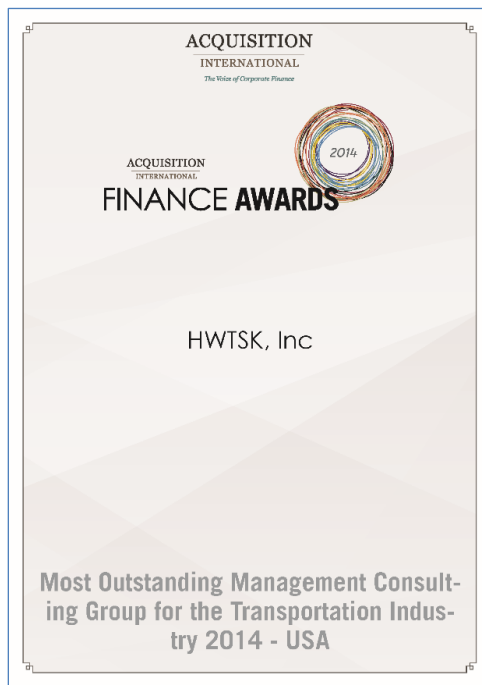 ACQUISITION
INTERNATIONAL
The Voice of Corporate Finance
2014
ACQUISITION
INTERNATIONAL
FINANCE AWARDS
HWTSK, Inc
Most Outstanding Management Consult-
ing Group for the Transportation Indus-
try 2014 - USA